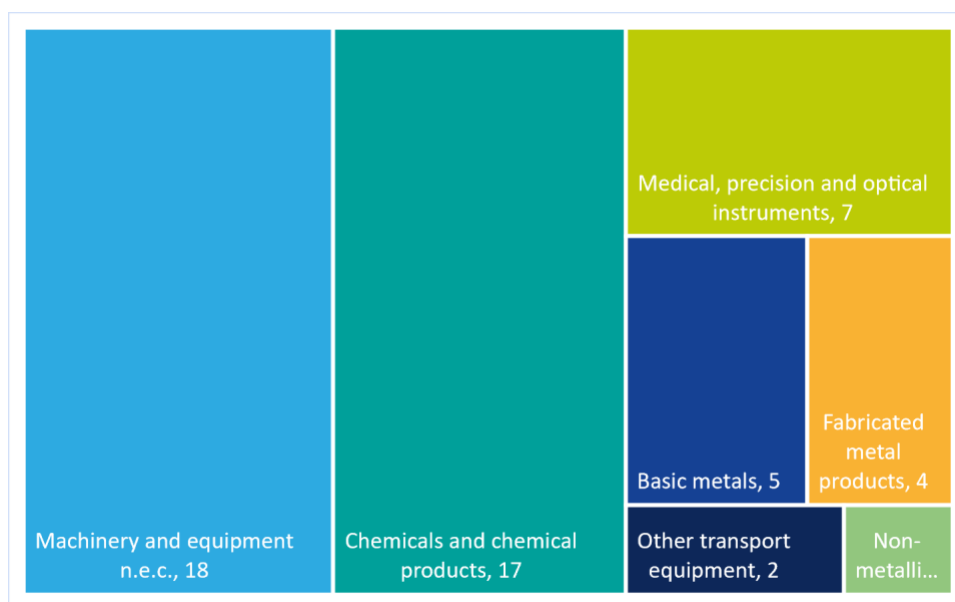 Medical, precision and optical
instruments, 7
Fabricated
metal
products, 4
Basic metals, 5
Machinery and equipment
n.e.c., 18
Chemicals and chemical
products, 17
Other transport
equipment, 2
Non-
metalli...